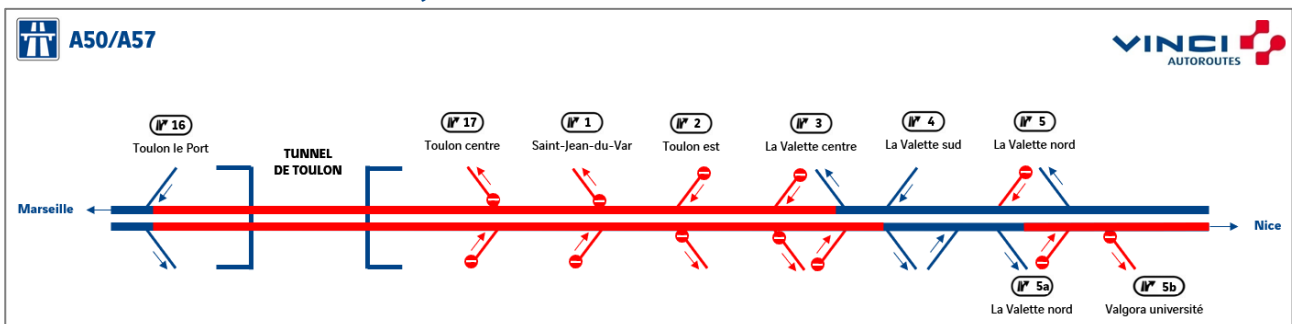 A50/A57
VINCI
AUTOROUTES
16
Toulon le Port
TUNNEL
DE TOULON
17
Toulon centre
1
Saint-Jean-du-Var
2
Toulon est
3
La Valette centre
4
La Valette sud
5
La Valette nord
Marseille
Nice
5a
La Valette nord
5b
Valgora université